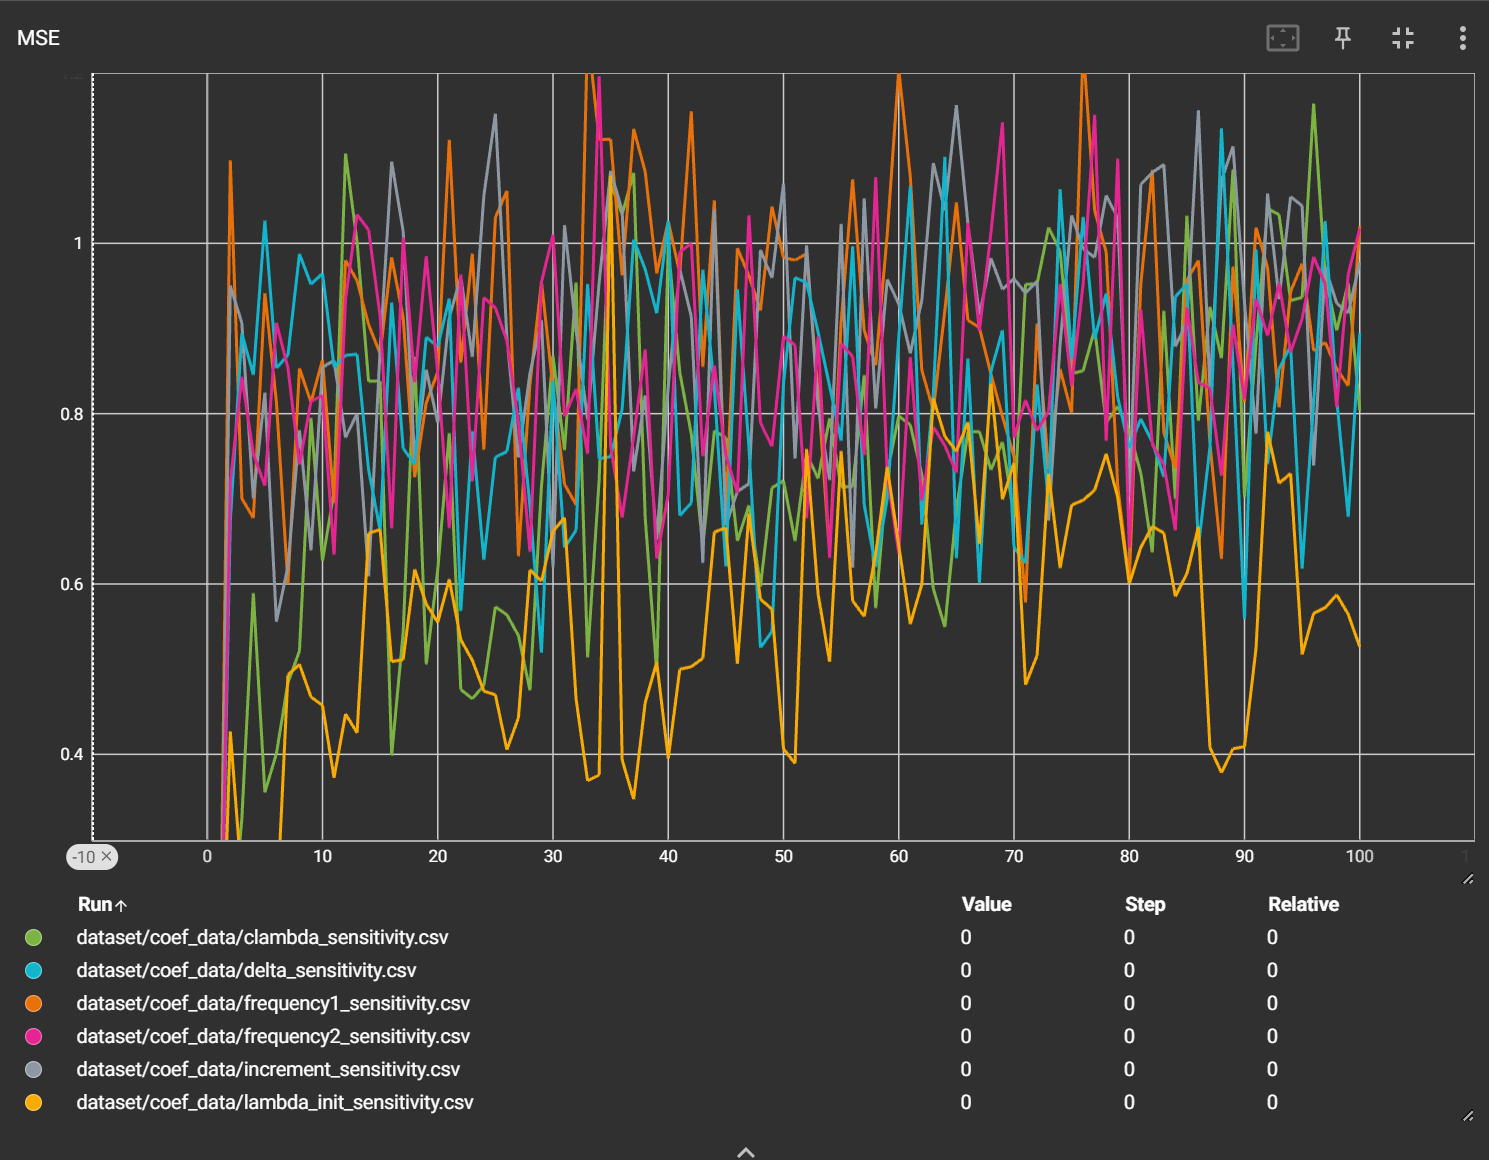 MSE
1
0.8
0.6
0.4
-10 × 0 10 20 30 40 50 60 70 80 90 100
Run↑ Value Step Relative
dataset/coef_data/clambda_sensitivity.csv 0 0 0
dataset/coef_data/delta_sensitivity.csv 0 0 0
dataset/coef_data/frequency1_sensitivity.csv 0 0 0
dataset/coef_data/frequency2_sensitivity.csv 0 0 0
dataset/coef_data/increment_sensitivity.csv 0 0 0
dataset/coef_data/lambda_init_sensitivity.csv 0 0 0